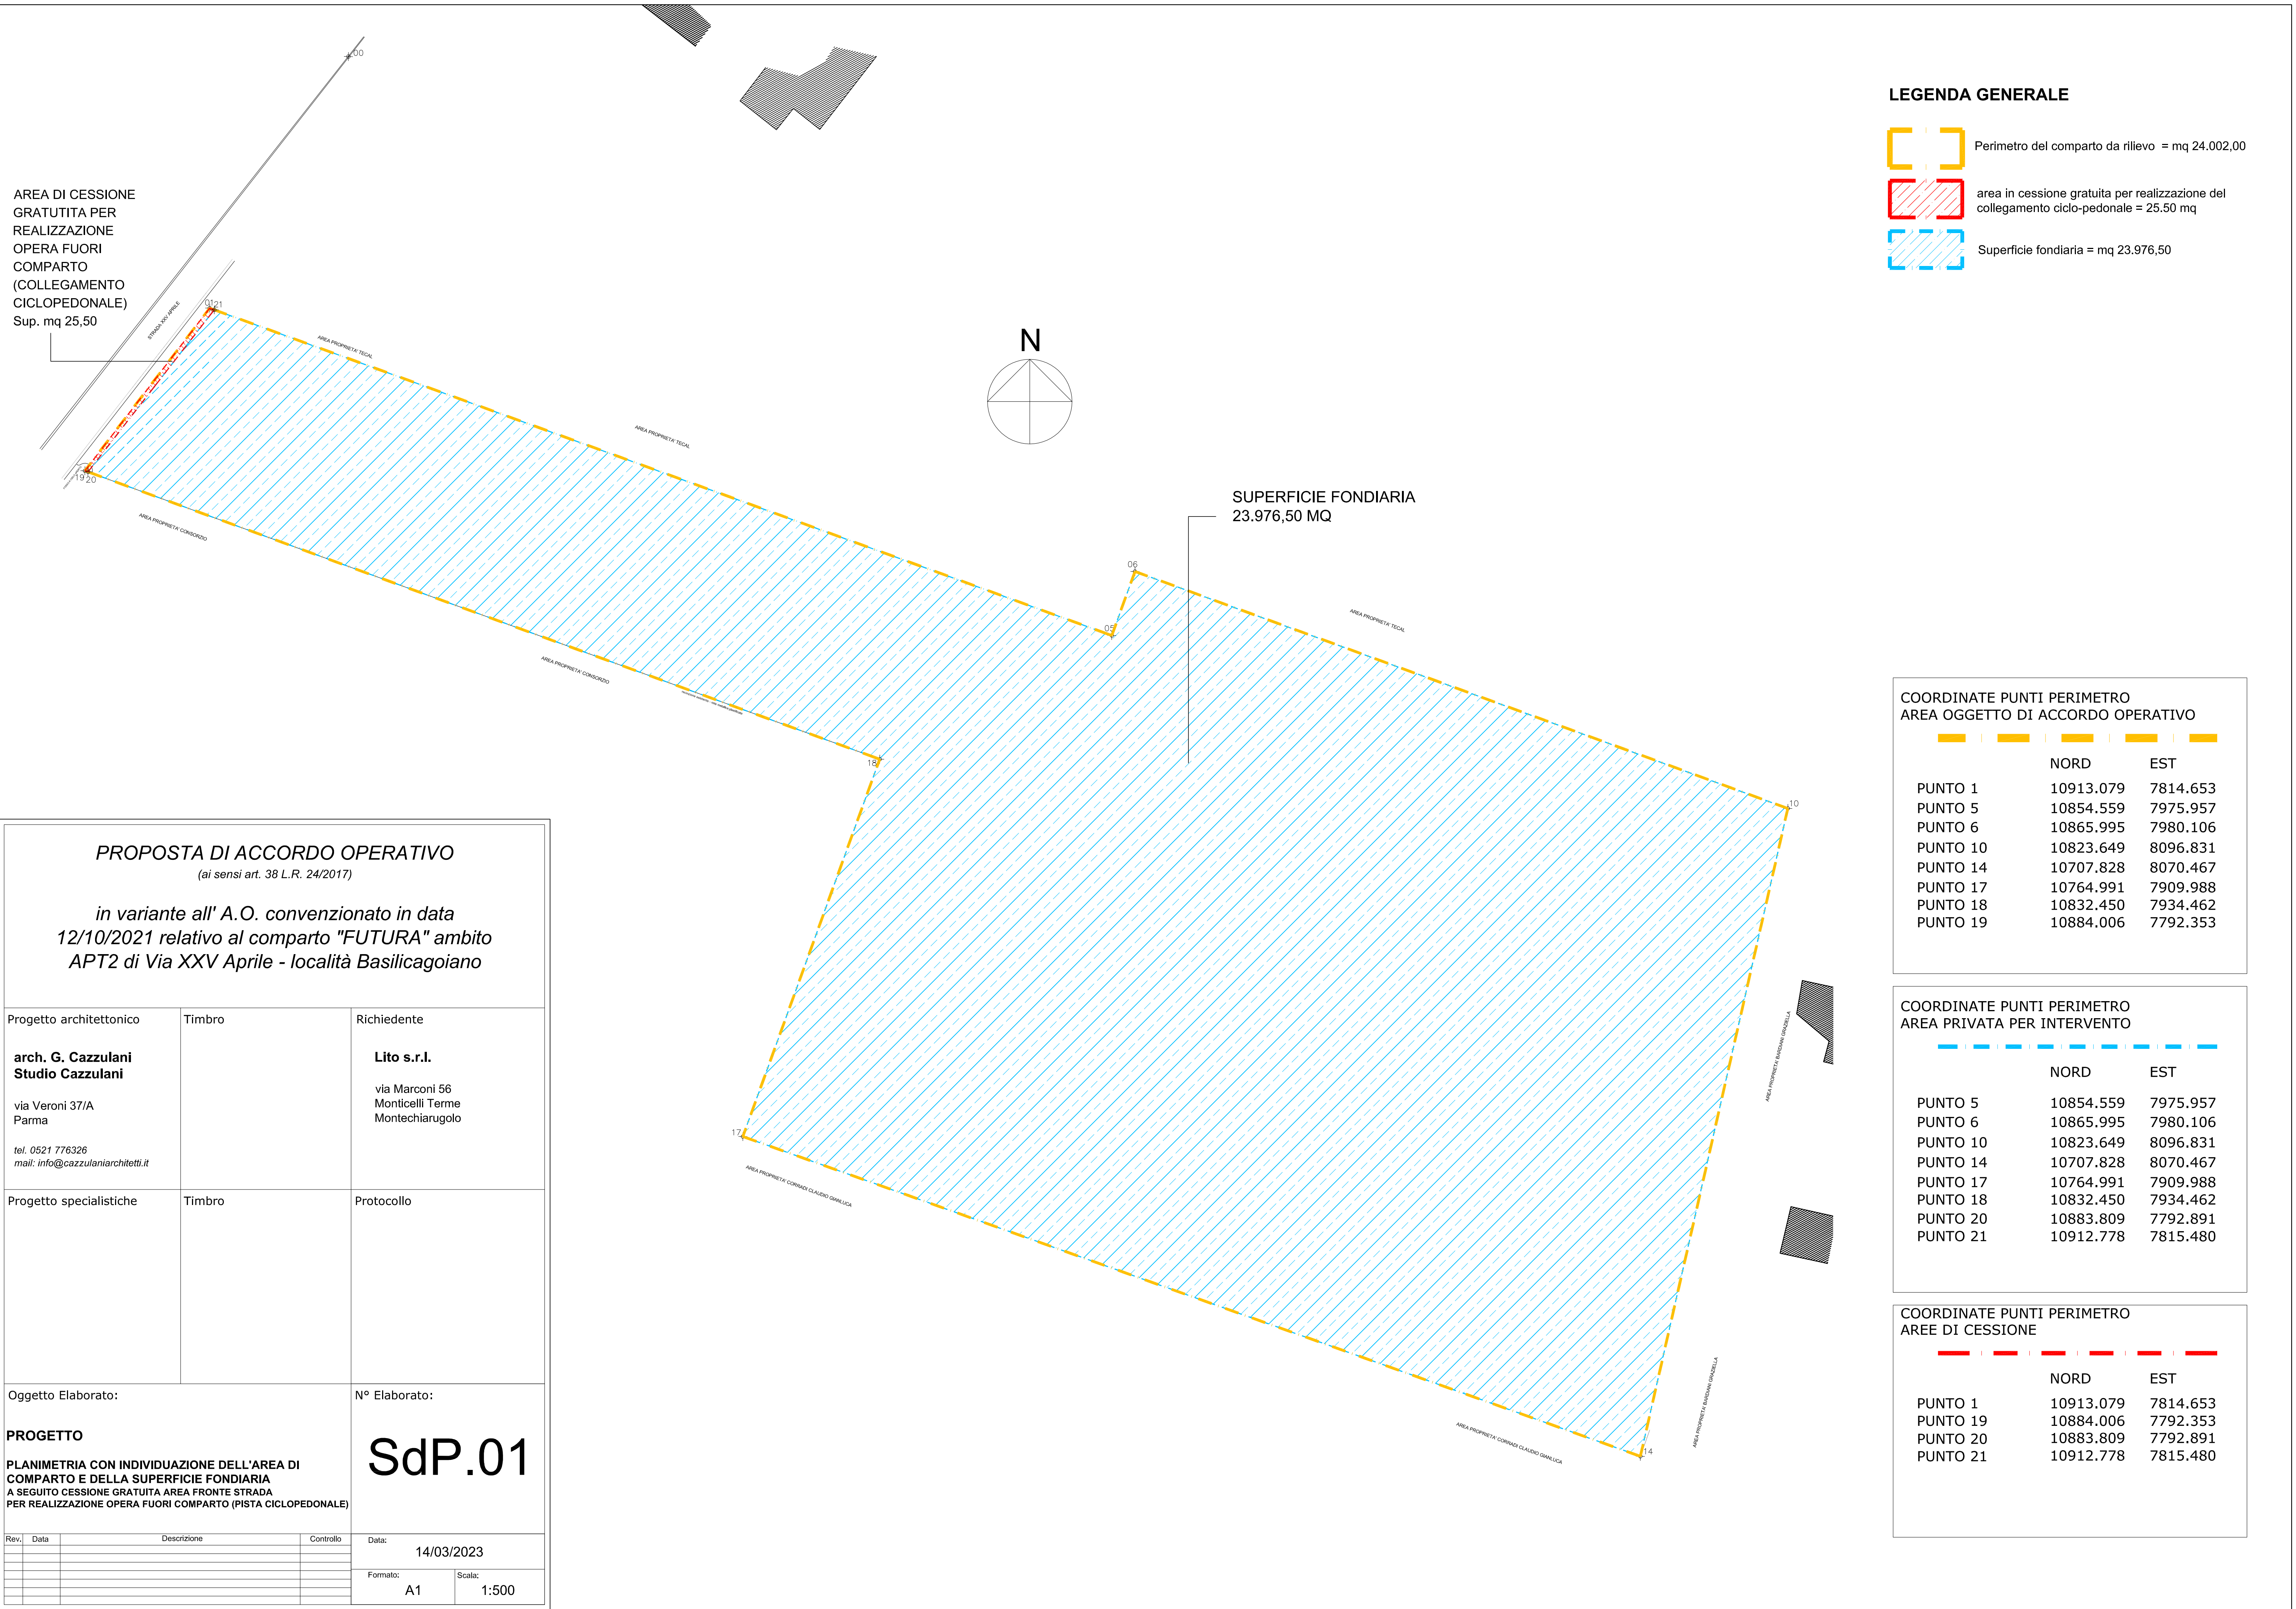 00
LEGENDA GENERALE
Perimetro del comparto da rilievo = mq 24.002,00
area in cessione gratuita per realizzazione del
collegamento ciclo-pedonale = 25.50 mq
Superficie fondiaria = mq 23.976,50
AREA DI CESSIONE
GRATUTITA PER
REALIZZAZIONE
OPERA FUORI
COMPARTO
(COLLEGAMENTO
CICLOPEDONALE)
Sup. mq 25,50
STRADA XXV APRILE
01
21
AREA PROPRIETA' TECAL
AREA PROPRIETA' TECAL
N
19
20
AREA PROPRIETA' CONSORZIO
SUPERFICIE FONDIARIA
23.976,50 MQ
06
05
AREA PROPRIETA' TECAL
AREA PROPRIETA' CONSORZIO
18
10
17
AREA PROPRIETA' CORRADI CLAUDIO GIANLUCA
AREA PROPRIETA' BARDIANI GRAZIELLA
AREA PROPRIETA' BARDIANI GRAZIELLA
AREA PROPRIETA' CORRADI CLAUDIO GIANLUCA
14
COORDINATE PUNTI PERIMETRO
AREA OGGETTO DI ACCORDO OPERATIVO
NORD EST
PUNTO 1 10913.079 7814.653
PUNTO 5 10854.559 7975.957
PUNTO 6 10865.995 7980.106
PUNTO 10 10823.649 8096.831
PUNTO 14 10707.828 8070.467
PUNTO 17 10764.991 7909.988
PUNTO 18 10832.450 7934.462
PUNTO 19 10884.006 7792.353
COORDINATE PUNTI PERIMETRO
AREA PRIVATA PER INTERVENTO
NORD EST
PUNTO 5 10854.559 7975.957
PUNTO 6 10865.995 7980.106
PUNTO 10 10823.649 8096.831
PUNTO 14 10707.828 8070.467
PUNTO 17 10764.991 7909.988
PUNTO 18 10832.450 7934.462
PUNTO 20 10883.809 7792.891
PUNTO 21 10912.778 7815.480
COORDINATE PUNTI PERIMETRO
AREE DI CESSIONE
NORD EST
PUNTO 1 10913.079 7814.653
PUNTO 19 10884.006 7792.353
PUNTO 20 10883.809 7792.891
PUNTO 21 10912.778 7815.480
PROPOSTA DI ACCORDO OPERATIVO
(ai sensi art. 38 L.R. 24/2017)
in variante all' A.O. convenzionato in data
12/10/2021 relativo al comparto "FUTURA" ambito
APT2 di Via XXV Aprile - località Basilicagoiano
Progetto architettonico
arch. G. Cazzulani
Studio Cazzulani
via Veroni 37/A
Parma
tel. 0521 776326
mail: info@cazzulaniarchitetti.it
Timbro
Richiedente
Lito s.r.l.
via Marconi 56
Monticelli Terme
Montechiarugolo
Progetto specialistiche
Timbro
Protocollo
Oggetto Elaborato:
PROGETTO
PLANIMETRIA CON INDIVIDUAZIONE DELL'AREA DI
COMPARTO E DELLA SUPERFICIE FONDIARIA
A SEGUITO CESSIONE GRATUITA AREA FRONTE STRADA
PER REALIZZAZIONE OPERA FUORI COMPARTO (PISTA CICLOPEDONALE)
N° Elaborato:
SdP.01
Rev. Data Descrizione Controllo
Data:
14/03/2023
Formato:
A1
Scala:
1:500